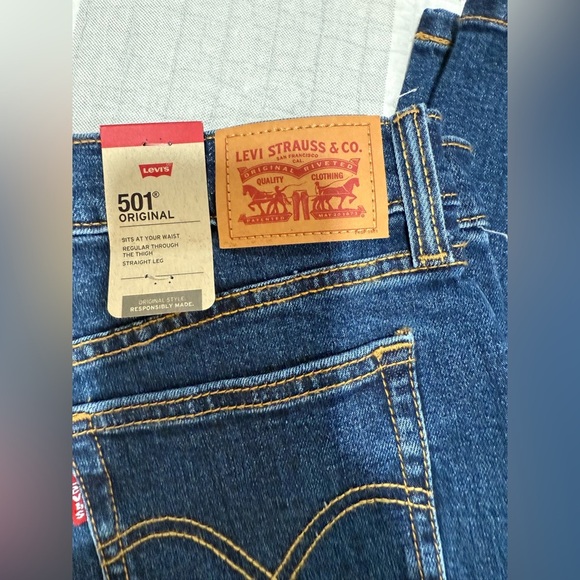 LEVI'S
501®
ORIGINAL
SITS AT YOUR WAIST
REGULAR THROUGH
THE THIGH
STRAIGHT LEG
ORIGINAL STYLE.
RESPONSIBLY MADE.
LEVI STRAUSS & CO.
SAN FRANCISCO
CAL.
ORIGINAL RIVETED
QUALITY CLOTHING